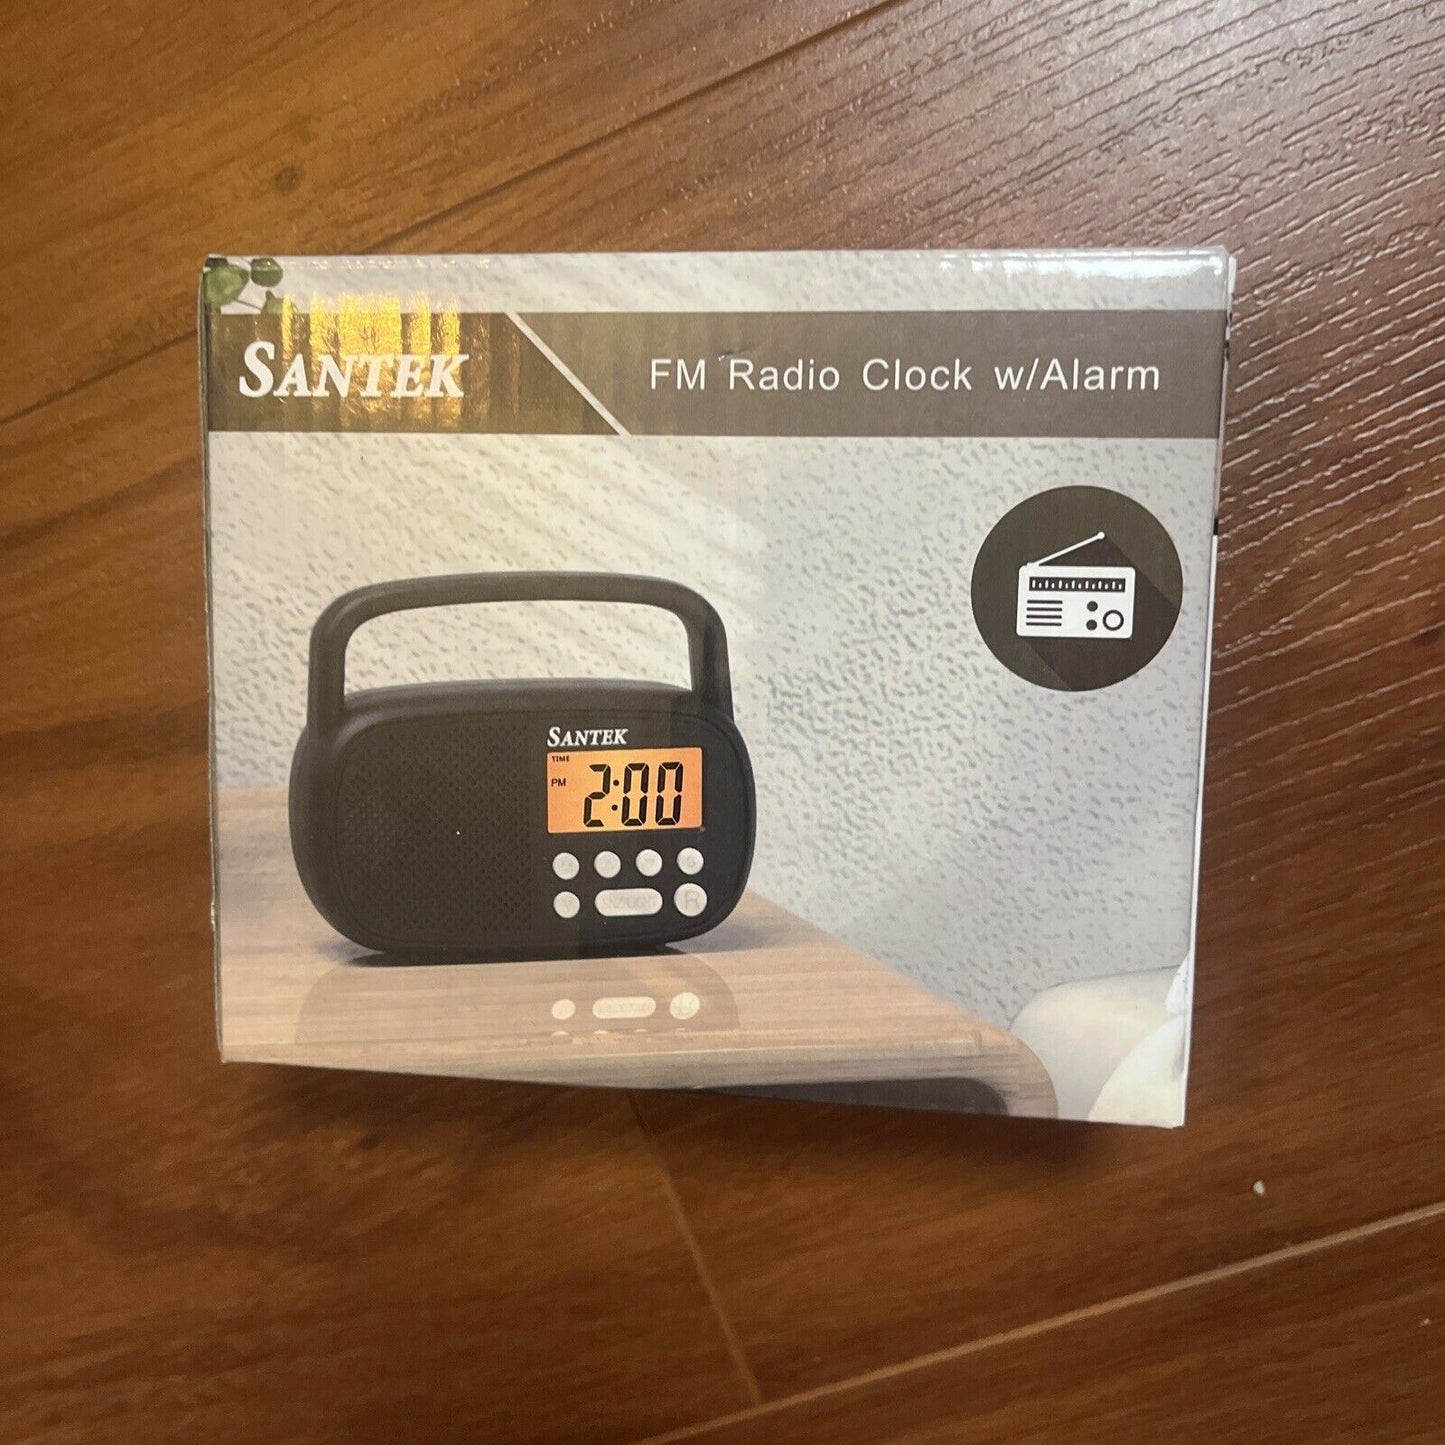 SANTEK
FM Radio Clock w/Alarm
SANTEK
TIME
PM
2:00
R